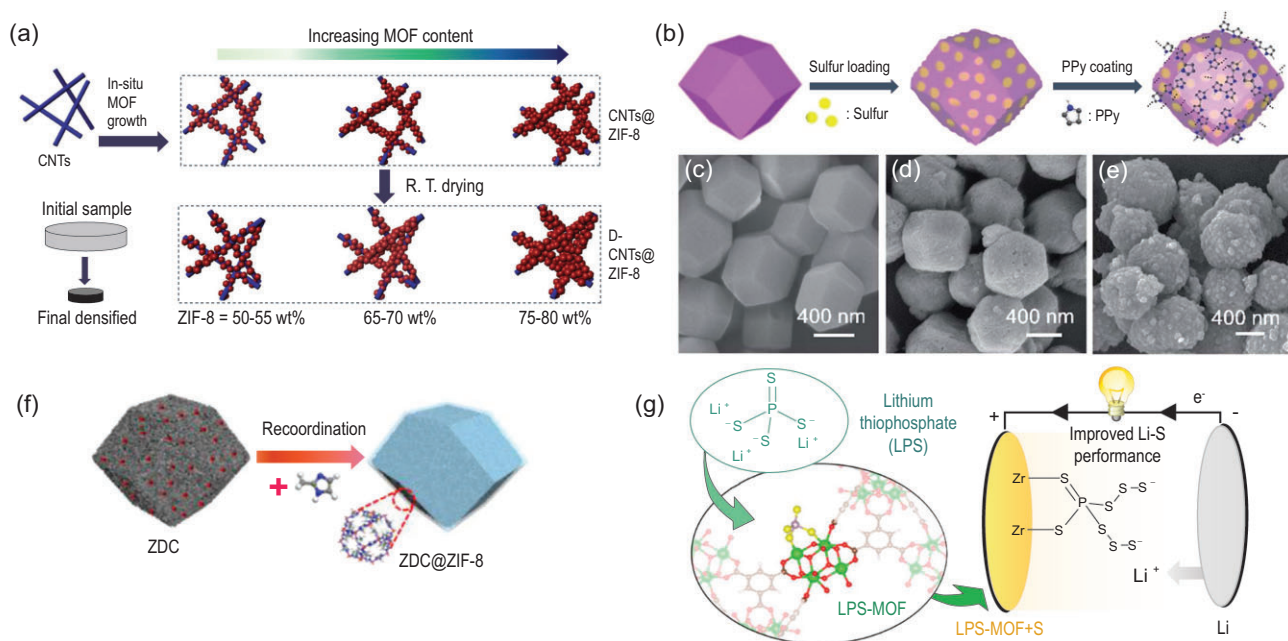 (a)
Increasing MOF content
In-situ
MOF
growth
CNTs
CNTs@
ZIF-8
R. T. drying
Initial sample
Final densified
D-
CNTs@
ZIF-8
ZIF-8 = 50-55 wt%
65-70 wt%
75-80 wt%
(b)
Sulfur loading
: Sulfur
PPy coating
: PPy
(c)
400 nm
(d)
400 nm
(e)
400 nm
(f)
Recoordination
+
ZDC
ZDC@ZIF-8
(g)
S
P
Li +
-S
S-
-S
Li +
Li +
Lithium
thiophosphate
(LPS)
LPS-MOF
LPS-MOF+S
+
e-
-
Improved Li-S
performance
Zr
S
P
S
S
S-
Zr
S
S
S
S-
Li +
Li